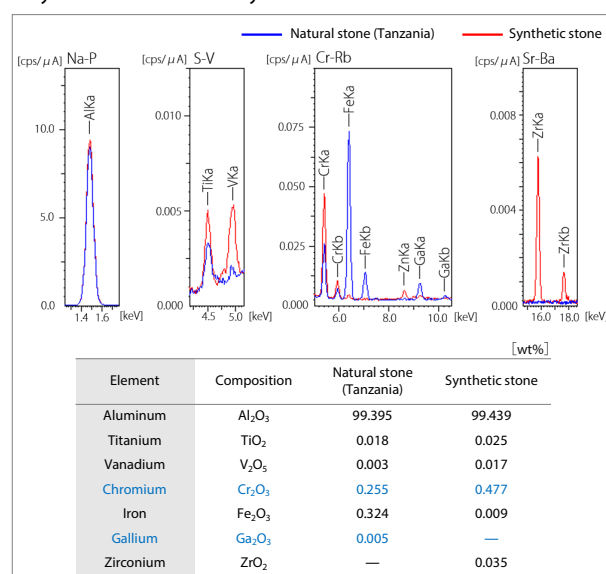 Natural stone (Tanzania) Synthetic stone
[cps/μA] Na-P
[cps/μA] S-V
[cps/μA] Cr-Rb
[cps/μA] Sr-Ba
10.0
5.0
0.0
AlKa
1.4 1.6 [keV]
0.010
0.005
0.000
TiKa
VKa
4.5 5.0 [keV]
0.075
0.050
0.025
0.000
CrKa
CrKb
FeKa
FeKb
ZnKa
GaKa
GaKb
6.0 8.0 10.0 [keV]
0.008
0.004
0.000
ZrKa
ZrKb
16.0 18.0 [keV]
[wt%]
Element Composition Natural stone (Tanzania) Synthetic stone
Aluminum Al₂O₃ 99.395 99.439
Titanium TiO₂ 0.018 0.025
Vanadium V₂O₅ 0.003 0.017
Chromium Cr₂O₃ 0.255 0.477
Iron Fe₂O₃ 0.324 0.009
Gallium Ga₂O₃ 0.005 —
Zirconium ZrO₂ — 0.035